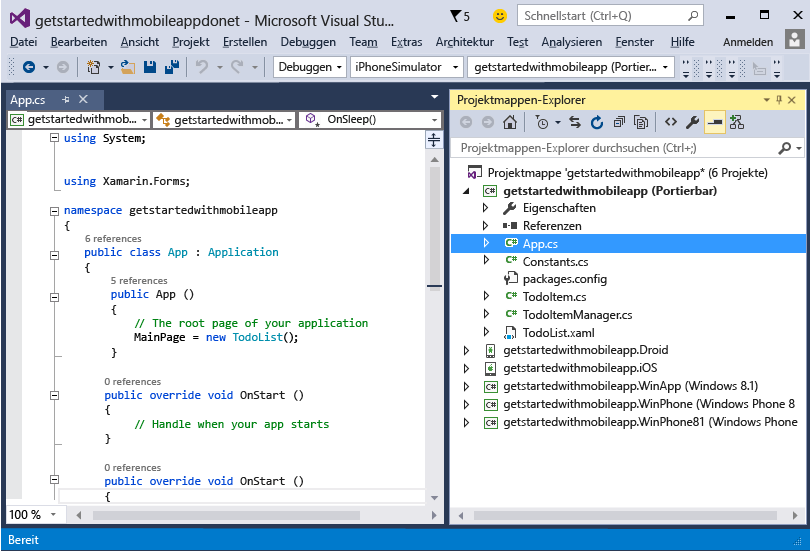 getstartedwithmobileappdonet - Microsoft Visual Stu...
5
Schnellstart (Ctrl+Q)
Datei Bearbeiten Ansicht Projekt Erstellen Debuggen Team Extras Architektur Test Analysieren Fenster Hilfe Anmelden
Debuggen
iPhoneSimulator
getstartedwithmobileapp (Portier...
App.cs
C# getstartedwithmob...
getstartedwithmob...
OnSleep()
using System;
using Xamarin.Forms;
namespace getstartedwithmobileapp
{
6 references
public class App : Application
{
5 references
public App ()
{
// The root page of your application
MainPage = new TodoList();
}
0 references
public override void OnStart ()
{
// Handle when your app starts
}
0 references
public override void OnStart ()
{
100 %
Projektmappen-Explorer
Projektmappen-Explorer durchsuchen (Ctrl+;)
Projektmappe 'getstartedwithmobileapp* (6 Projekte)
C# getstartedwithmobileapp (Portierbar)
Eigenschaften
Referenzen
C# App.cs
C# Constants.cs
packages.config
C# TodoItem.cs
C# TodoItemManager.cs
TodoList.xaml
getstartedwithmobileapp.Droid
getstartedwithmobileapp.iOS
C# getstartedwithmobileapp.WinApp (Windows 8.1)
C# getstartedwithmobileapp.WinPhone (Windows Phone 8
C# getstartedwithmobileapp.WinPhone81 (Windows Phone
Bereit